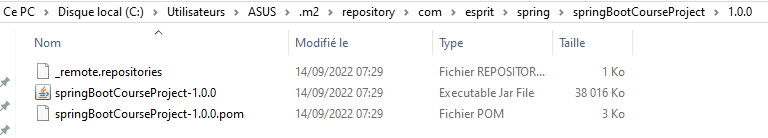 Ce PC > Disque local (C:) > Utilisateurs > ASUS > .m2 > repository > com > esprit > spring > springBootCourseProject > 1.0.0
Nom Modifié le Type Taille
_remote.repositories 14/09/2022 07:29 Fichier REPOSITOR... 1 Ko
springBootCourseProject-1.0.0 14/09/2022 07:29 Executable Jar File 38 016 Ko
springBootCourseProject-1.0.0.pom 14/09/2022 07:29 Fichier POM 3 Ko